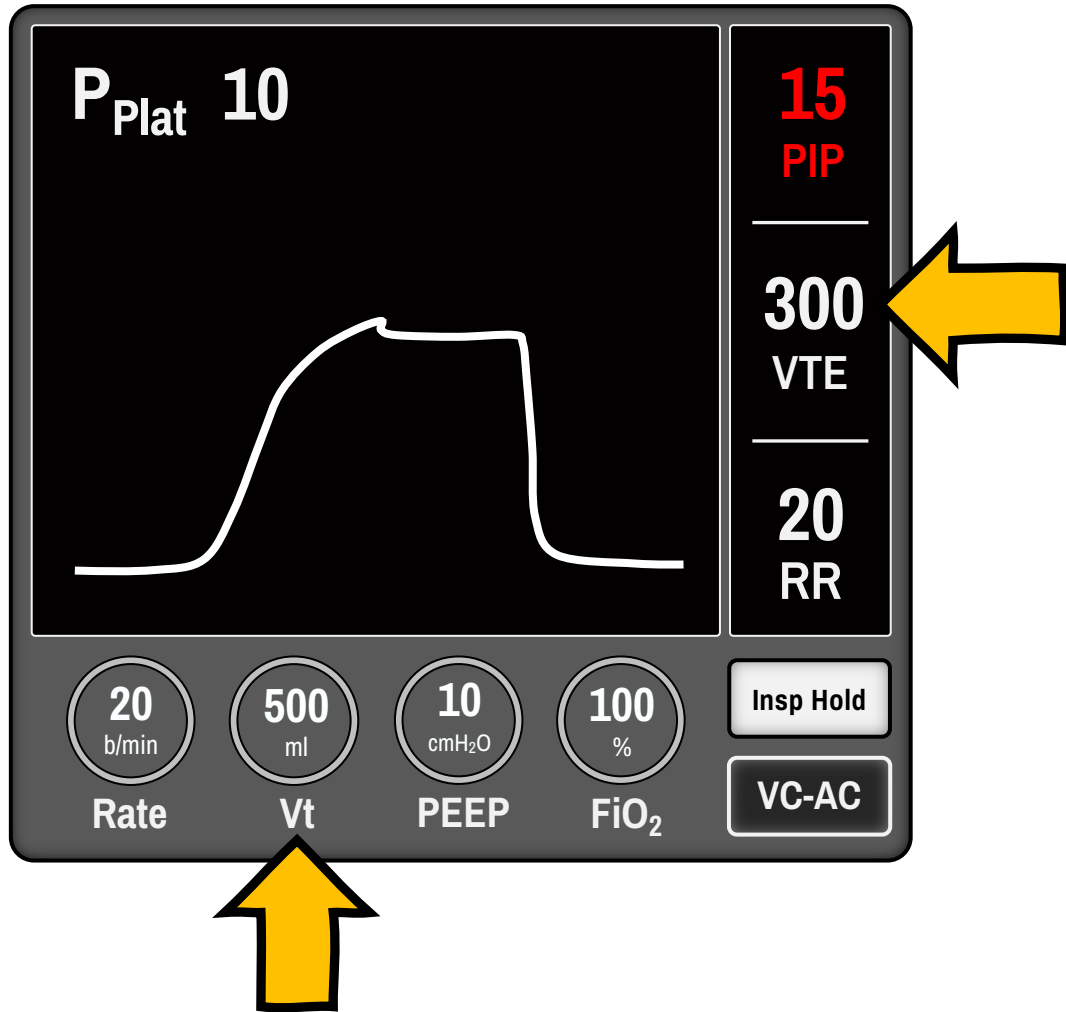 P_Plat 10
15
PIP
300
VTE
20
RR
20
b/min
Rate
500
ml
Vt
10
cmH₂O
PEEP
100
%
FiO₂
Insp Hold
VC-AC